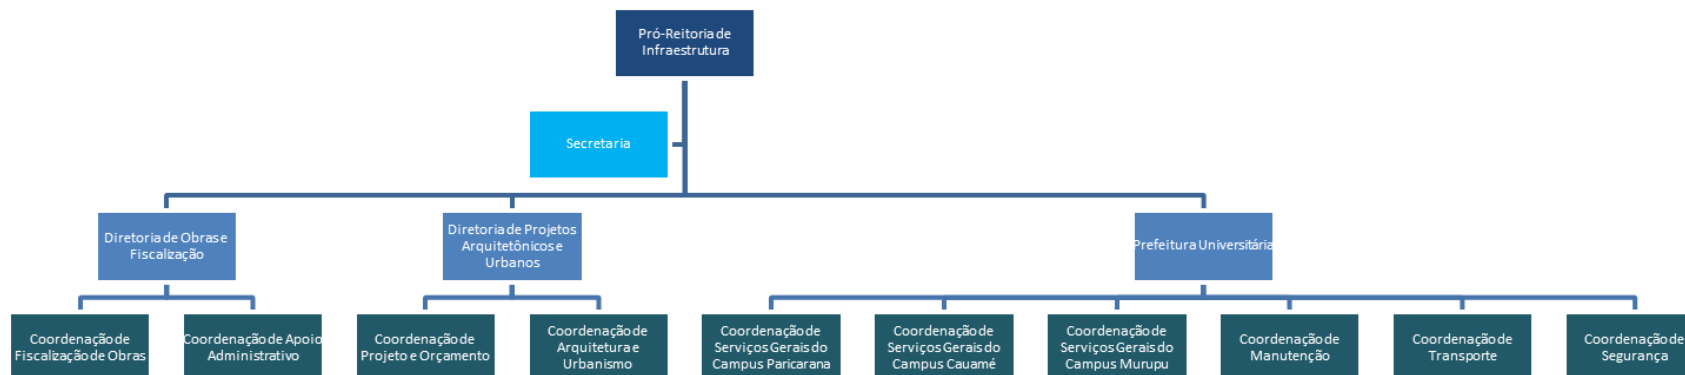 Pró-Reitoria de
Infraestrutura
Secretaria
Diretoria de Obras e
Fiscalização
Diretoria de Projetos
Arquitetônicos e
Urbanos
Prefeitura Universitária
Coordenação de
Fiscalização de Obras
Coordenação de Apoio
Administrativo
Coordenação de
Projeto e Orçamento
Coordenação de
Arquitetura e
Urbanismo
Coordenação de
Serviços Gerais do
Campus Paricarana
Coordenação de
Serviços Gerais do
Campus Cauamé
Coordenação de
Serviços Gerais do
Campus Murupu
Coordenação de
Manutenção
Coordenação de
Transporte
Coordenação de
Segurança